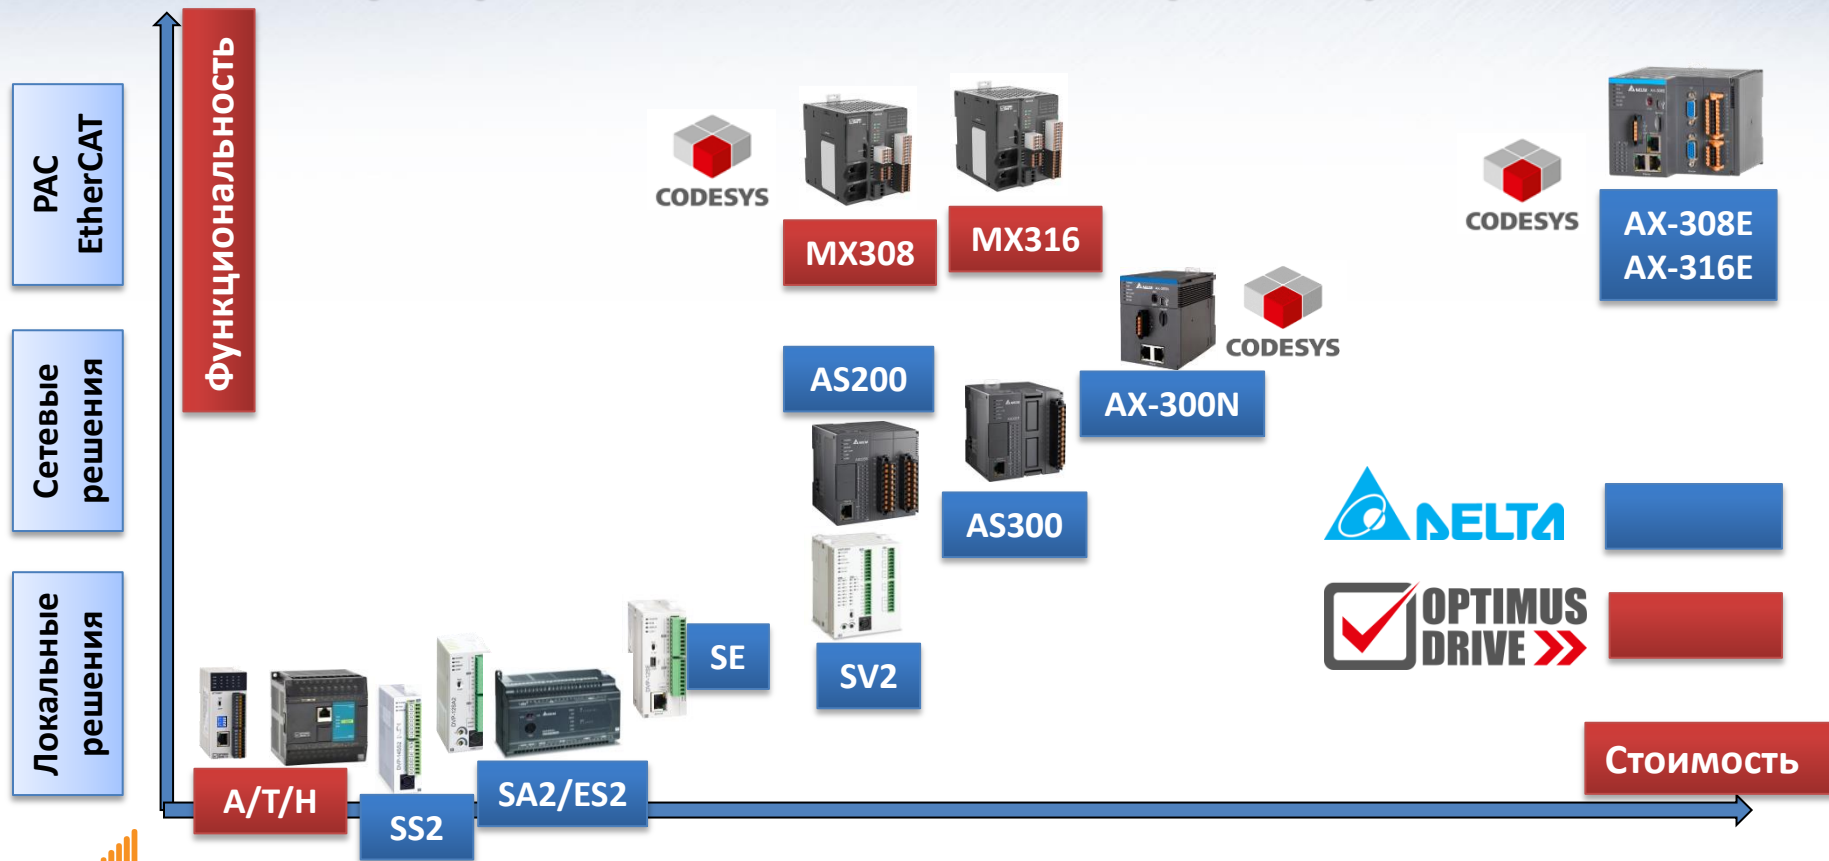 Функциональность
PAC
EtherCAT
CODESYS
MX308
MX316
CODESYS
AX-308E
AX-316E
CODESYS
Сетевые
решения
AS200
AX-300N
AS300
DELTA
OPTIMUS
DRIVE
Локальные
решения
SE
SV2
Стоимость
A/T/H
SA2/ES2
SS2